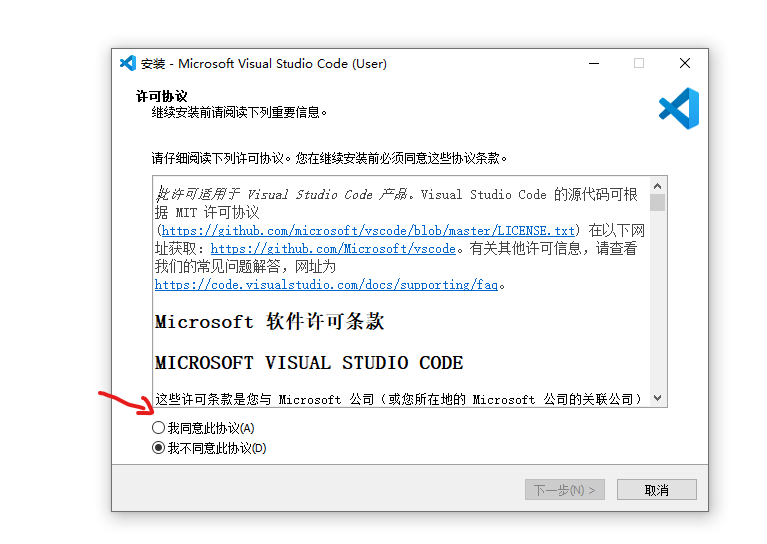 安装 - Microsoft Visual Studio Code (User)
许可协议
继续安装前请阅读下列重要信息。
请仔细阅读下列许可协议。您在继续安装前必须同意这些协议条款。
此许可适用于 Visual Studio Code 产品。Visual Studio Code 的源代码可根
据 MIT 许可协议
(https://github.com/microsoft/vscode/blob/master/LICENSE.txt) 在以下网
址获取：https://github.com/Microsoft/vscode。有关其他许可信息，请查看
我们的常见问题解答，网址为
https://code.visualstudio.com/docs/supporting/faq。
Microsoft 软件许可条款
MICROSOFT VISUAL STUDIO CODE
这些许可条款是您与 Microsoft 公司（或您所在地的 Microsoft 公司的关联公司）
我同意此协议(A)
我不同意此协议(D)
下一步(N) >
取消